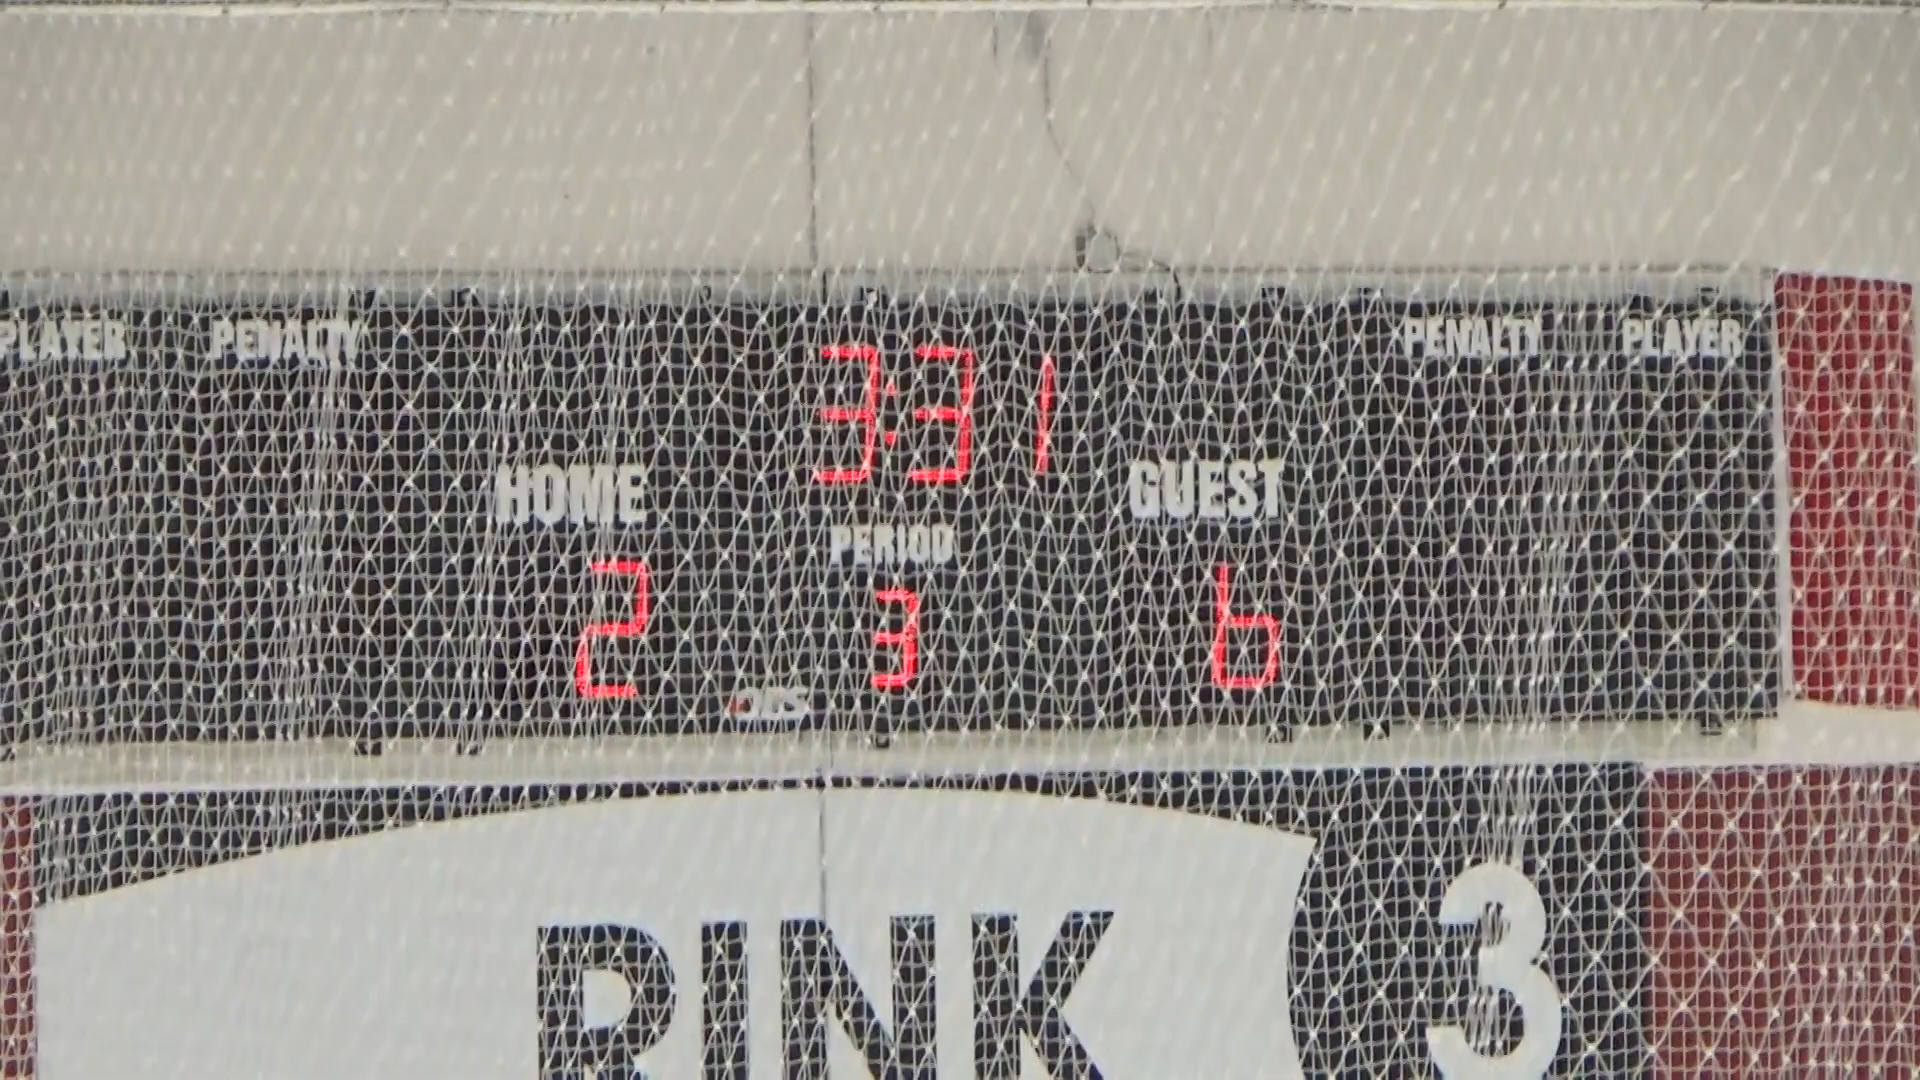 PLAYER PENALTY 3:31 PENALTY PLAYER
HOME GUEST
PERIOD
2 3 6
RINK 3